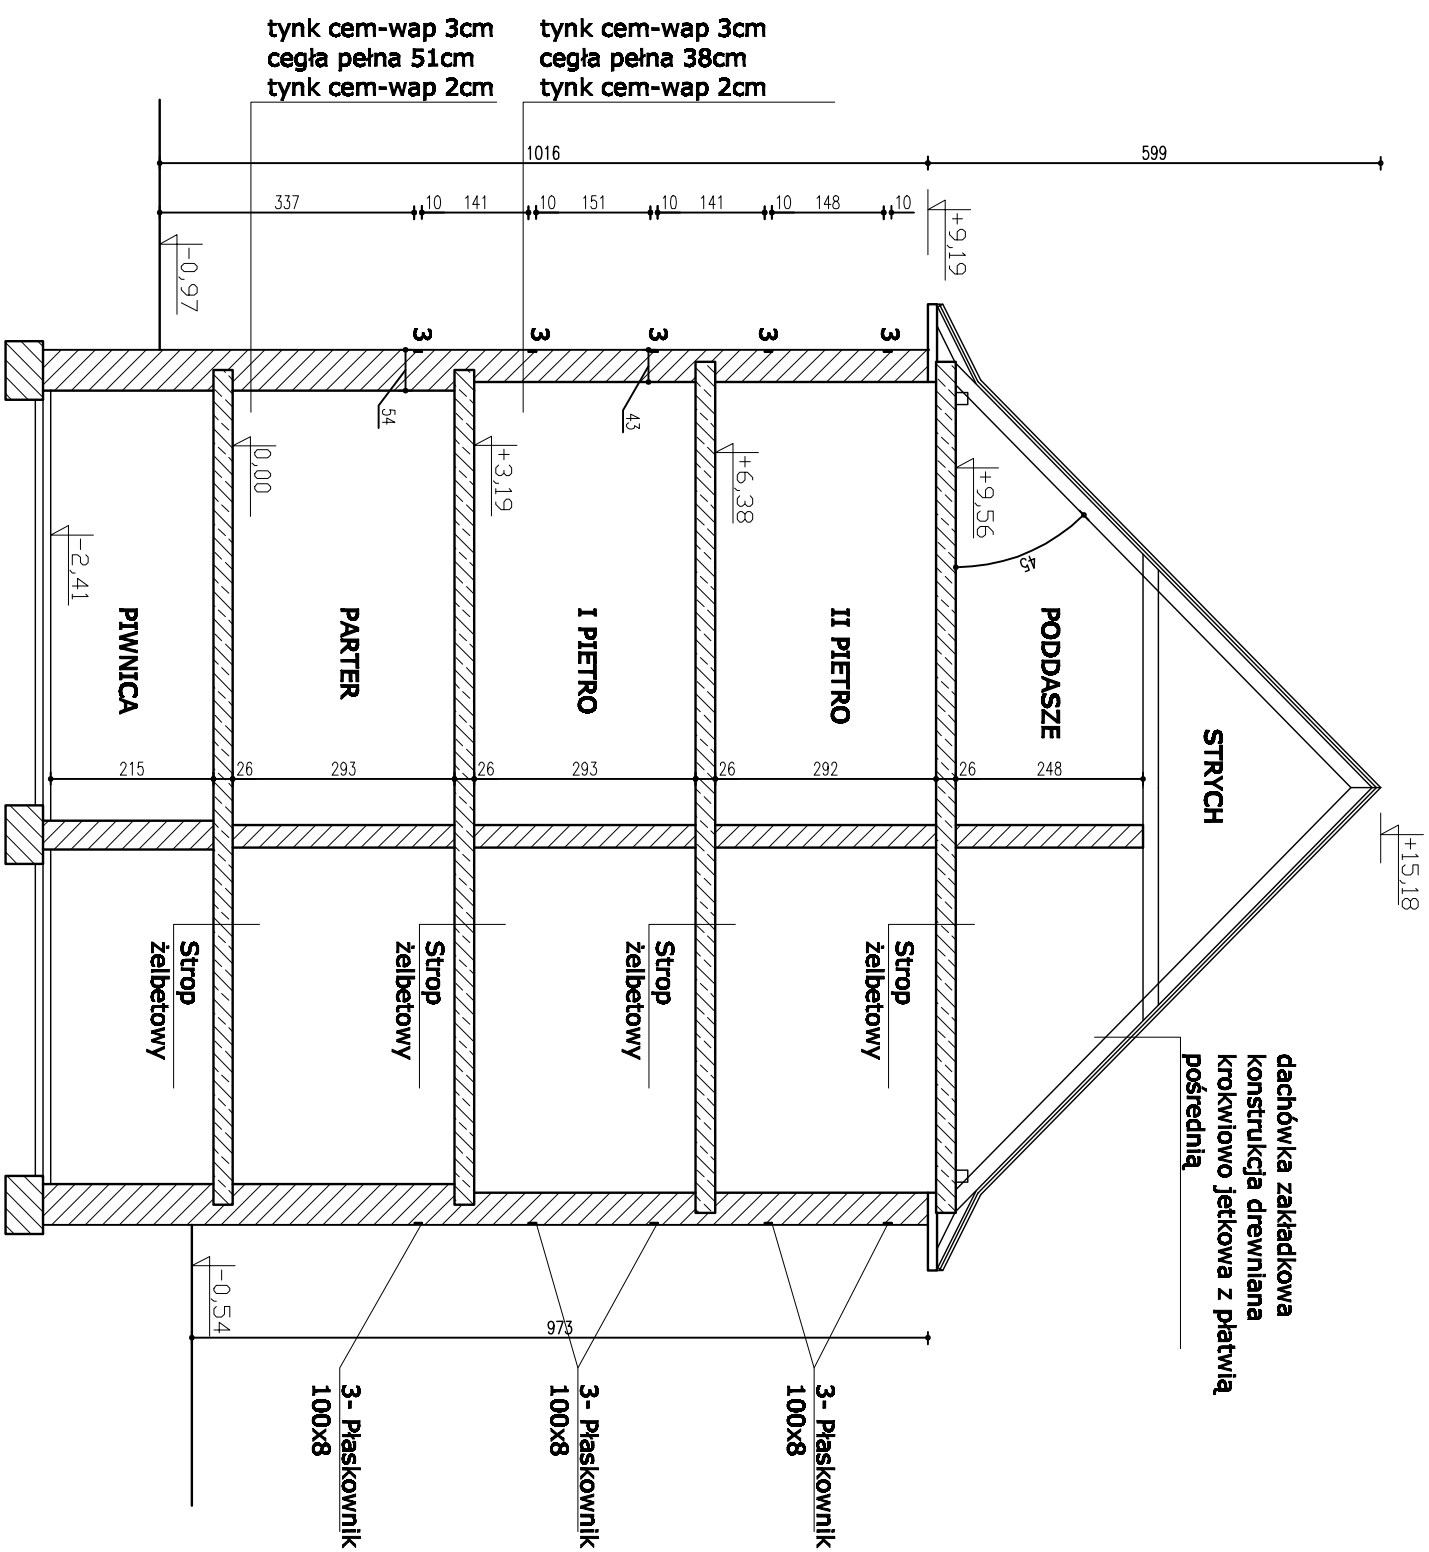 tynk cem-wap 3cm
cegła pełna 51cm
tynk cem-wap 2cm
tynk cem-wap 3cm
cegła pełna 38cm
tynk cem-wap 2cm
1016
599
337
10
141
10
151
10
141
10
148
10
-0,97
+9,19
3
3
3
3
3
54
43
0,00
+3,19
+6,38
+9,56
-2,41
45
PIWNICA
PARTER
I PIETRO
II PIETRO
PODDASZE
STRYCH
215
26
293
26
293
26
292
26
248
+15,18
Strop
żelbetowy
Strop
żelbetowy
Strop
żelbetowy
Strop
żelbetowy
dachówka zakładkowa
konstrukcja drewniana
krokwiowo jetkowa z płatwią
pośrednią
-0,54
973
3- Płaskownik
100x8
3- Płaskownik
100x8
3- Płaskownik
100x8